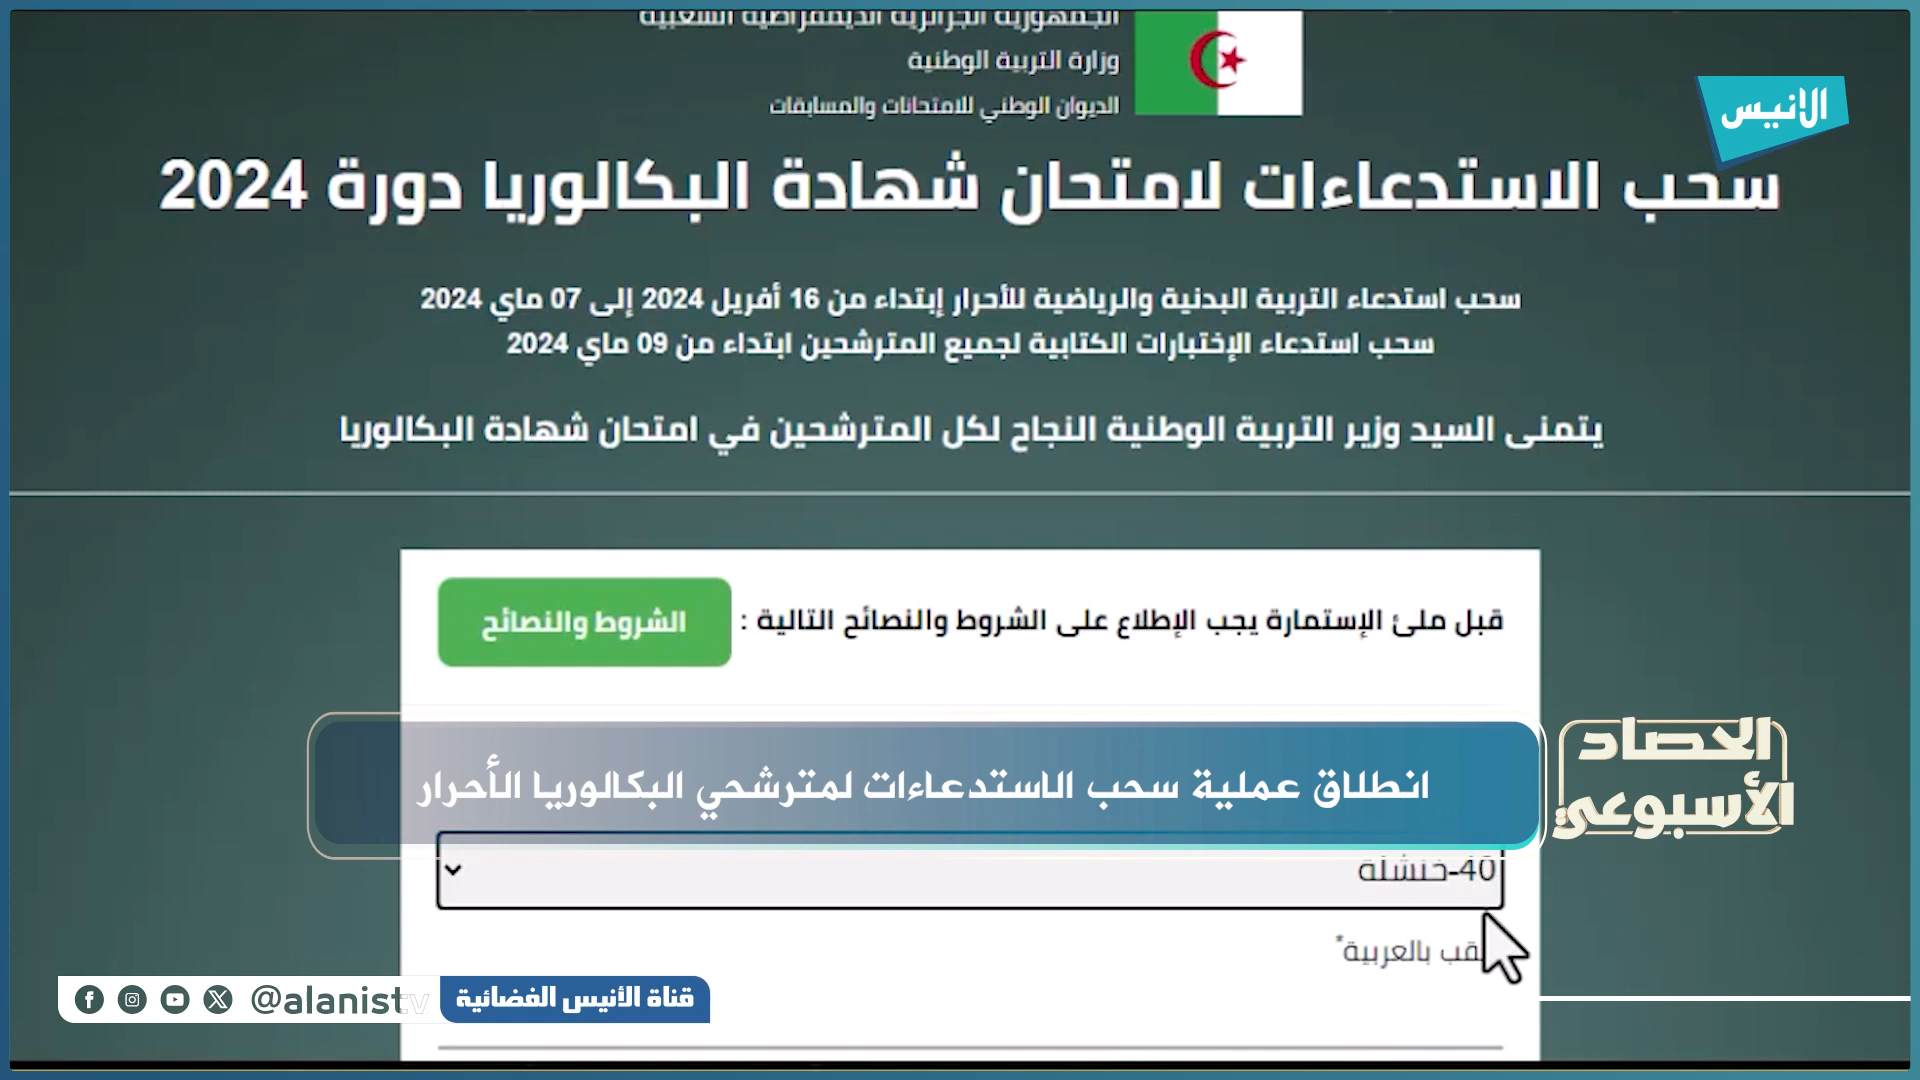 الجمهورية الجزائرية الديمقراطية الشعبية
وزارة التربية الوطنية
الديوان الوطني للامتحانات والمسابقات
الانيس
سحب الاستدعاءات لامتحان شهادة البكالوريا دورة 2024
سحب استدعاء التربية البدنية والرياضية للأحرار إبتداء من 16 أفريل 2024 إلى 07 ماي 2024
سحب استدعاء الإختبارات الكتابية لجميع المترشحين ابتداء من 09 ماي 2024
يتمنى السيد وزير التربية الوطنية النجاح لكل المترشحين في امتحان شهادة البكالوريا
قبل ملئ الإستمارة يجب الإطلاع على الشروط والنصائح التالية :
الشروط والنصائح
الحصاد
الأسبوعي
انطلاق عملية سحب الاستدعاءات لمترشحي البكالوريا الأحرار
40-خنشلة
قب بالعربية*
@alanistv
قناة الأنيس الفضائية